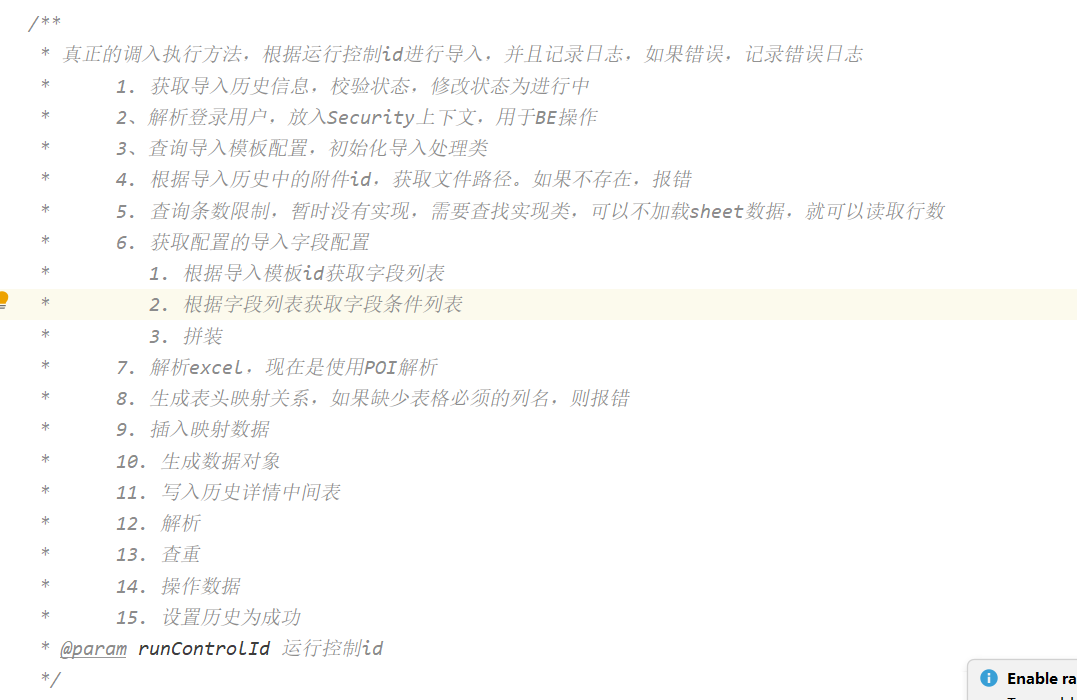 /**
* 真正的调入执行方法，根据运行控制id进行导入，并且记录日志，如果错误，记录错误日志
* 1. 获取导入历史信息，校验状态，修改状态为进行中
* 2、解析登录用户，放入Security上下文，用于BE操作
* 3、查询导入模板配置，初始化导入处理类
* 4. 根据导入历史中的附件id，获取文件路径。如果不存在，报错
* 5. 查询条数限制，暂时没有实现，需要查找实现类，可以不加载sheet数据，就可以读取行数
* 6. 获取配置的导入字段配置
* 1. 根据导入模板id获取字段列表
* 2. 根据字段列表获取字段条件列表
* 3. 拼装
* 7. 解析excel，现在是使用POI解析
* 8. 生成表头映射关系，如果缺少表格必须的列名，则报错
* 9. 插入映射数据
* 10. 生成数据对象
* 11. 写入历史详情中间表
* 12. 解析
* 13. 查重
* 14. 操作数据
* 15. 设置历史为成功
* @param runControlId 运行控制id
*/
Enable ra